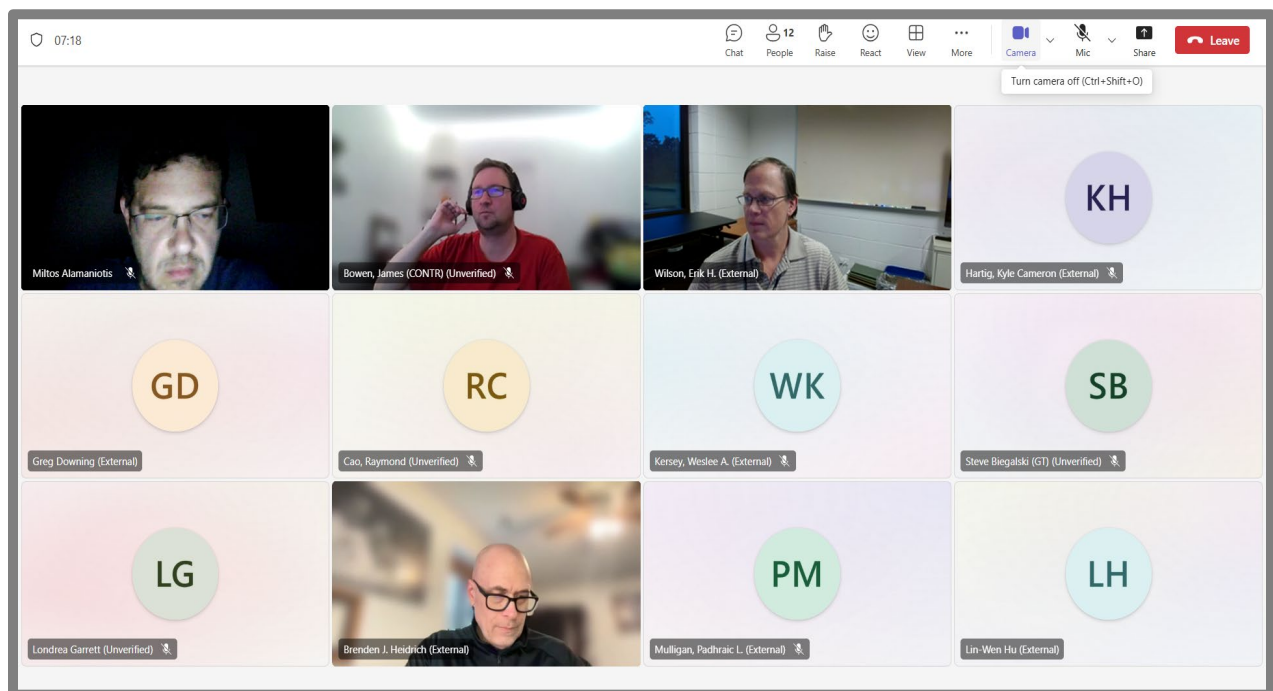 07:18
12
Chat
People
Raise
React
View
More
Camera
Mic
Share
Leave
Turn camera off (Ctrl+Shift+O)
Miltos Alamaniotis
Bowen, James (CONTR) (Unverified)
Wilson, Erik H. (External)
KH
Hartig, Kyle Cameron (External)
GD
Greg Downing (External)
RC
Cao, Raymond (Unverified)
WK
Kersey, Weslee A. (External)
SB
Steve Biegalski (GT) (Unverified)
LG
Londrea Garrett (Unverified)
Brenden J. Heidrich (External)
PM
Mulligan, Padhraic L. (External)
LH
Lin-Wen Hu (External)